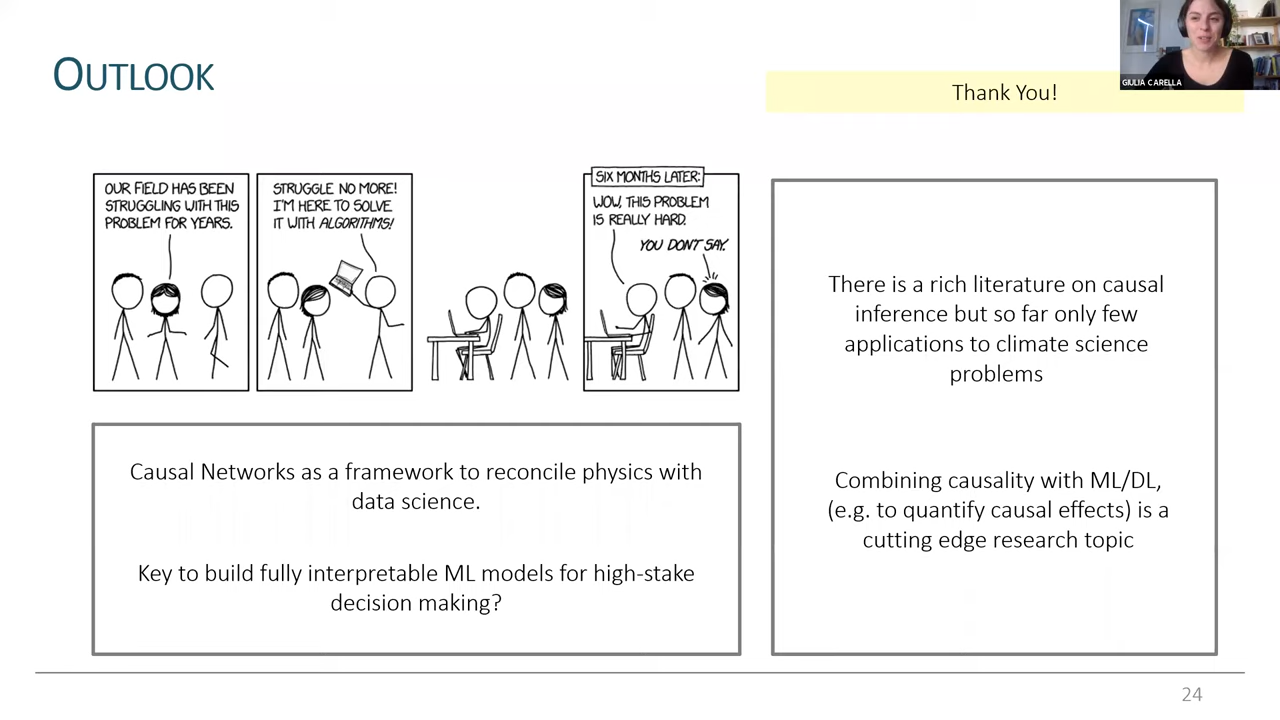 OUTLOOK
Thank You!
GIULIA CARELLA
OUR FIELD HAS BEEN
STRUGGLING WITH THIS
PROBLEM FOR YEARS.
STRUGGLE NO MORE!
I'M HERE TO SOLVE
IT WITH ALGORITHMS!
SIX MONTHS LATER:
WOW, THIS PROBLEM
IS REALLY HARD.
YOU DON'T SAY.
Causal Networks as a framework to reconcile physics with
data science.
Key to build fully interpretable ML models for high-stake
decision making?
There is a rich literature on causal
inference but so far only few
applications to climate science
problems
Combining causality with ML/DL,
(e.g. to quantify causal effects) is a
cutting edge research topic
24